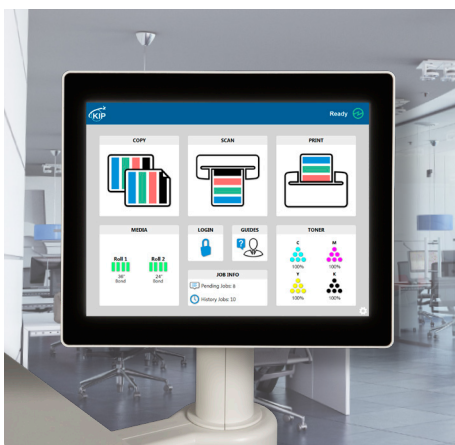 KIP
Ready
COPY
SCAN
PRINT
MEDIA
Roll 1
Roll 2
36"
Bond
24"
Bond
LOGIN
GUIDES
?
JOB INFO
Pending Jobs: 6
History Jobs: 10
TONER
C
M
100%
100%
Y
K
100%
100%